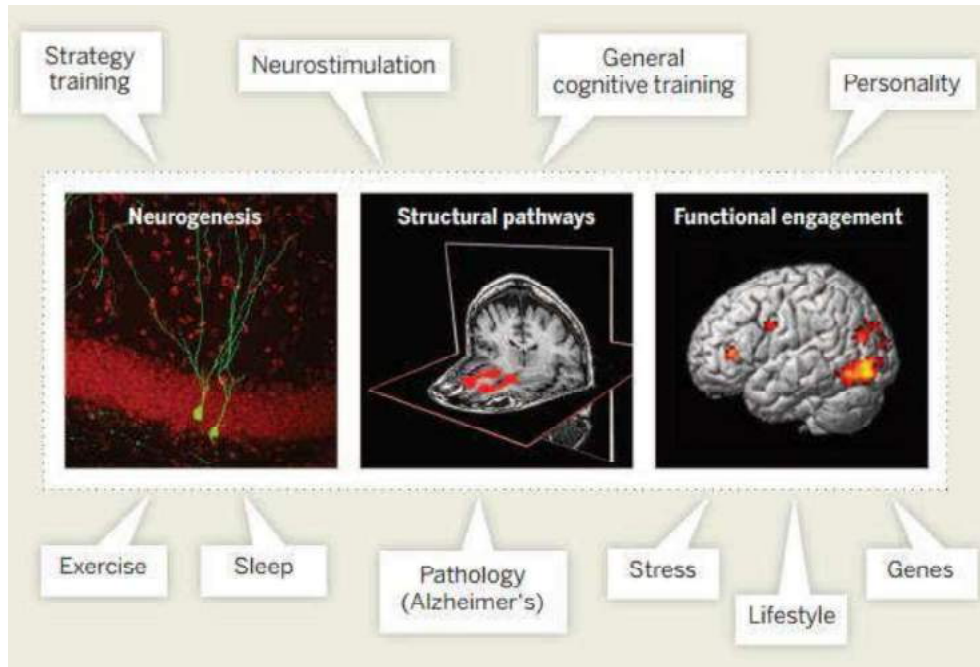 Strategy
training
Neurostimulation
General
cognitive training
Personality
Neurogenesis
Structural pathways
Functional engagement
Exercise
Sleep
Pathology
(Alzheimer's)
Stress
Lifestyle
Genes